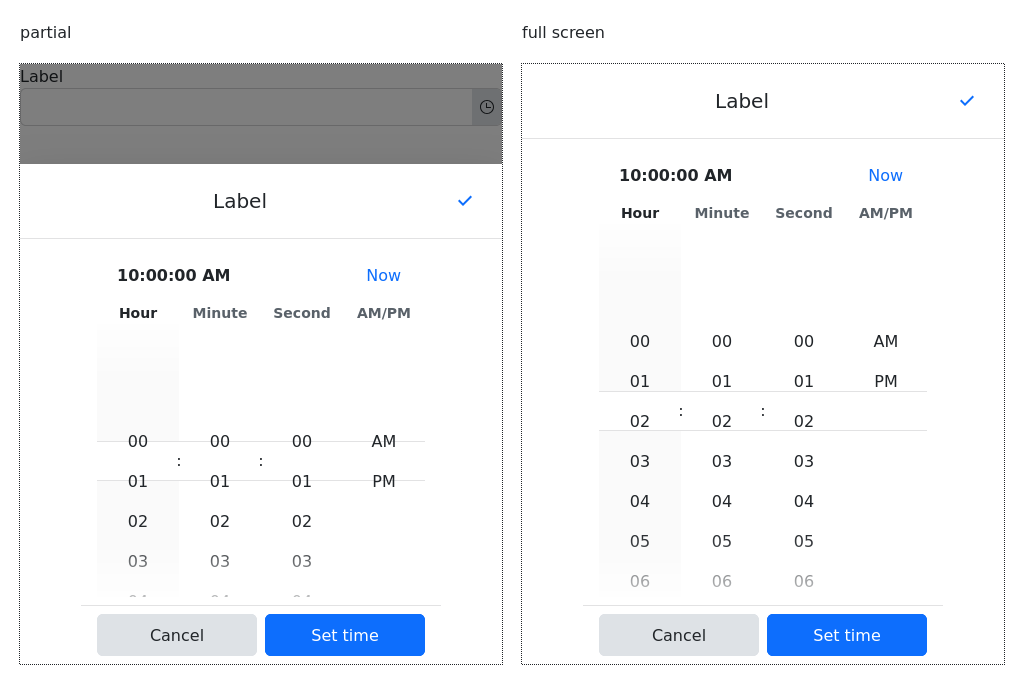 partial
Label
Label
10:00:00 AM Now
Hour Minute Second AM/PM
00 00 00 AM
: :
01 01 01 PM
02 02 02
03 03 03
Cancel Set time
full screen
Label
10:00:00 AM Now
Hour Minute Second AM/PM
00 00 00 AM
01 01 01 PM
: :
02 02 02
03 03 03
04 04 04
05 05 05
06 06 06
Cancel Set time